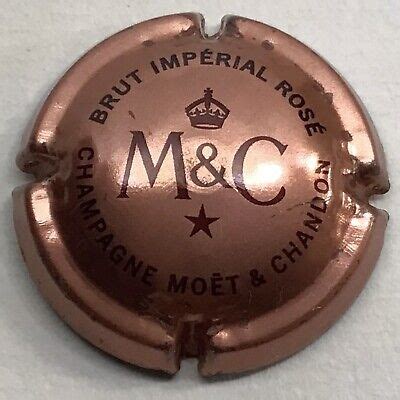 BRUT IMPÉRIAL ROSÉ
M&C
CHAMPAGNE MOËT & CHANDON